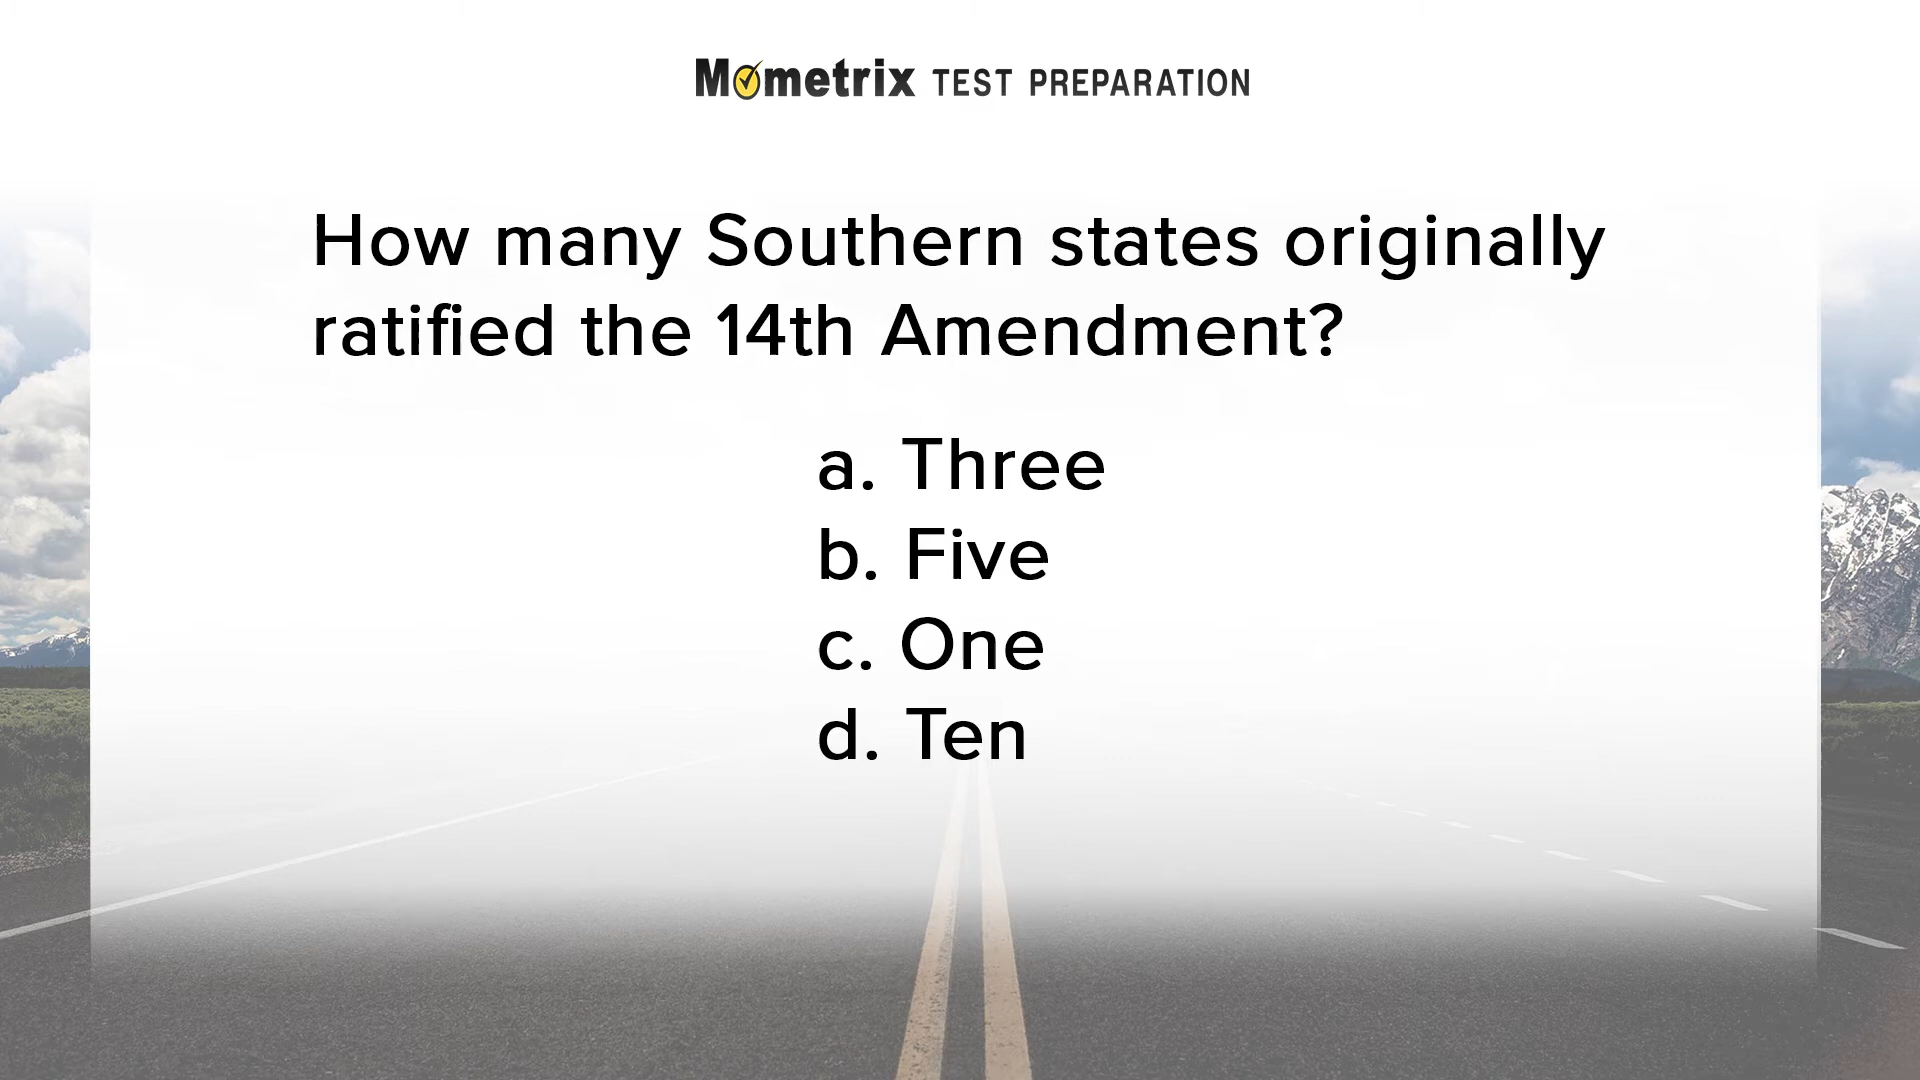 Mometrix TEST PREPARATION
How many Southern states originally
ratified the 14th Amendment?
a. Three
b. Five
c. One
d. Ten